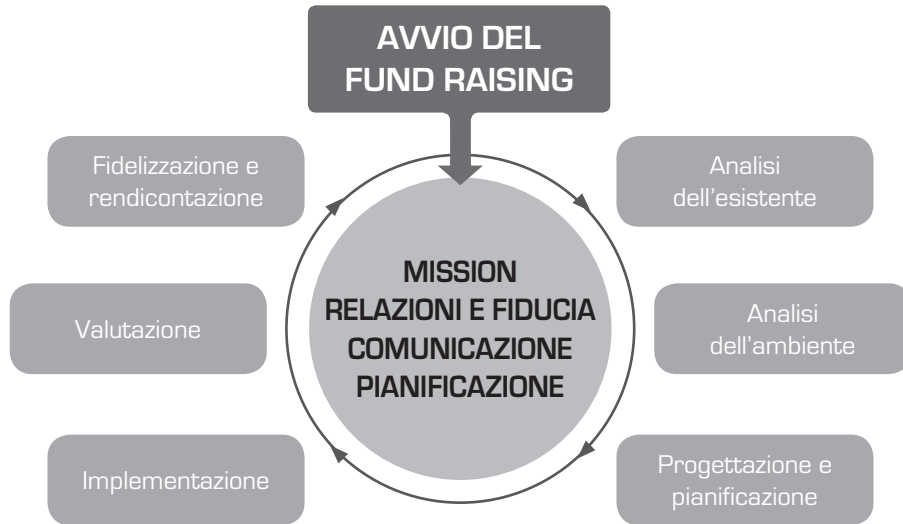 AVVIO DEL
FUND RAISING
Fidelizzazione e
rendicontazione
Analisi
dell'esistente
MISSION
RELAZIONI E FIDUCIA
COMUNICAZIONE
PIANIFICAZIONE
Valutazione
Analisi
dell'ambiente
Implementazione
Progettazione e
pianificazione